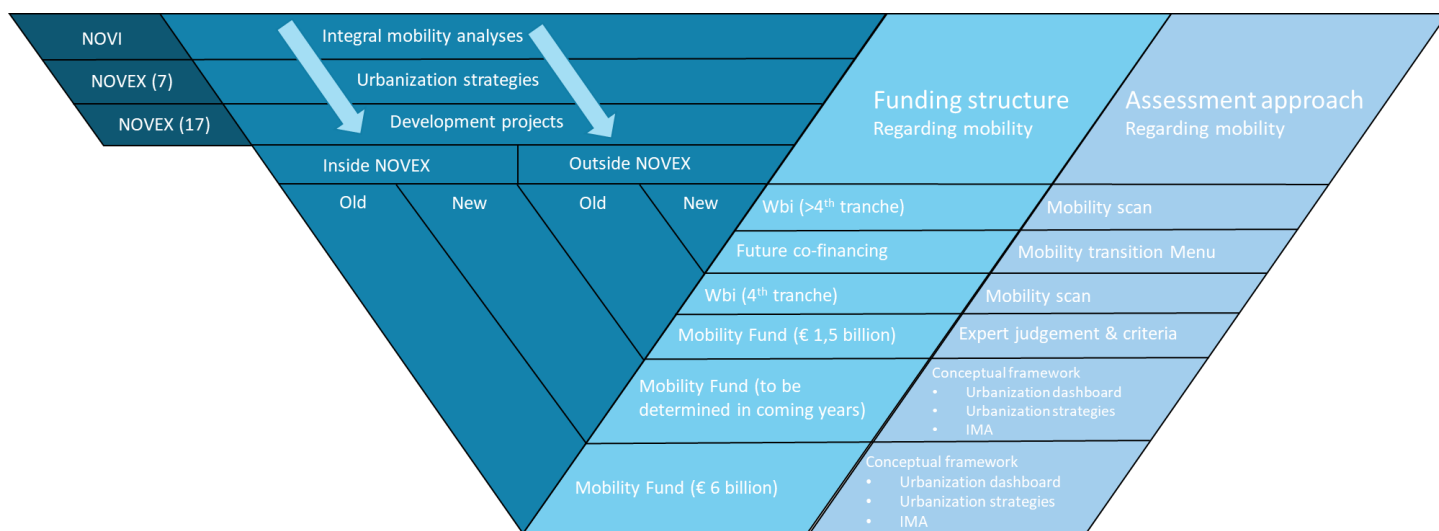 NOVI
Integral mobility analyses
NOVEX (7)
Urbanization strategies
NOVEX (17)
Development projects
Funding structure
Regarding mobility
Assessment approach
Regarding mobility
Inside NOVEX
Outside NOVEX
Old
New
Old
New
Wbi (>4th tranche)
Mobility scan
Future co-financing
Mobility transition Menu
Wbi (4th tranche)
Mobility scan
Mobility Fund (€ 1,5 billion)
Expert judgement & criteria
Mobility Fund (to be
determined in coming years)
Conceptual framework
• Urbanization dashboard
• Urbanization strategies
• IMA
Mobility Fund (€ 6 billion)
Conceptual framework
• Urbanization dashboard
• Urbanization strategies
• IMA